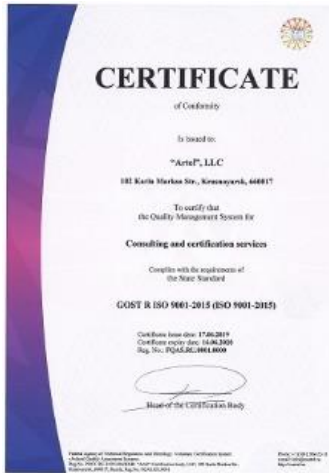 CERTIFICATE
of Conformity
Is issued to:
"Artel", LLC
102 Karla Marksa Str., Krasnoyarsk, 660017
To certify that
the Quality Management System for
Consulting and certification services
Complies with the requirements of
the State Standard
GOST R ISO 9001-2015 (ISO 9001-2015)
Certificate issue date: 17.06.2019
Certificate expiry date: 16.06.2020
Head of the Certification Body